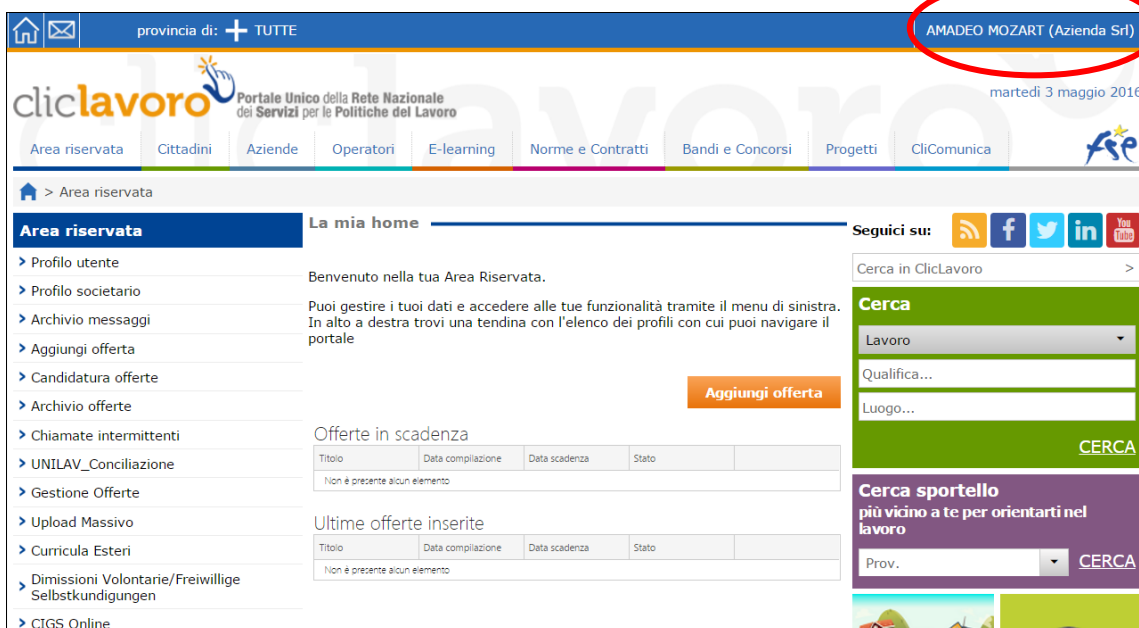 provincia di: TUTTE
AMADEO MOZART (Azienda Srl)
cliclavoro
Portale Unico della Rete Nazionale
dei Servizi per le Politiche del Lavoro
martedì 3 maggio 2016
Area riservata Cittadini Aziende Operatori E-learning Norme e Contratti Bandi e Concorsi Progetti CliComunica
fse
> Area riservata
Area riservata
Profilo utente
Profilo societario
Archivio messaggi
Aggiungi offerta
Candidatura offerte
Archivio offerte
Chiamate intermittenti
UNILAV_Conciliazione
Gestione Offerte
Upload Massivo
Curricula Esteri
Dimissioni Volontarie/Freiwillige
Selbstkundigungen
CIGS Online
La mia home
Benvenuto nella tua Area Riservata.
Puoi gestire i tuoi dati e accedere alle tue funzionalità tramite il menu di sinistra.
In alto a destra trovi una tendina con l'elenco dei profili con cui puoi navigare il
portale
Aggiungi offerta
Offerte in scadenza
Titolo Data compilazione Data scadenza Stato
Non è presente alcun elemento
Ultime offerte inserite
Titolo Data compilazione Data scadenza Stato
Non è presente alcun elemento
Seguici su:
f in You Tube
Cerca in ClicLavoro >
Cerca
Lavoro
Qualifica...
Luogo...
CERCA
Cerca sportello
più vicino a te per orientarti nel
lavoro
Prov. CERCA